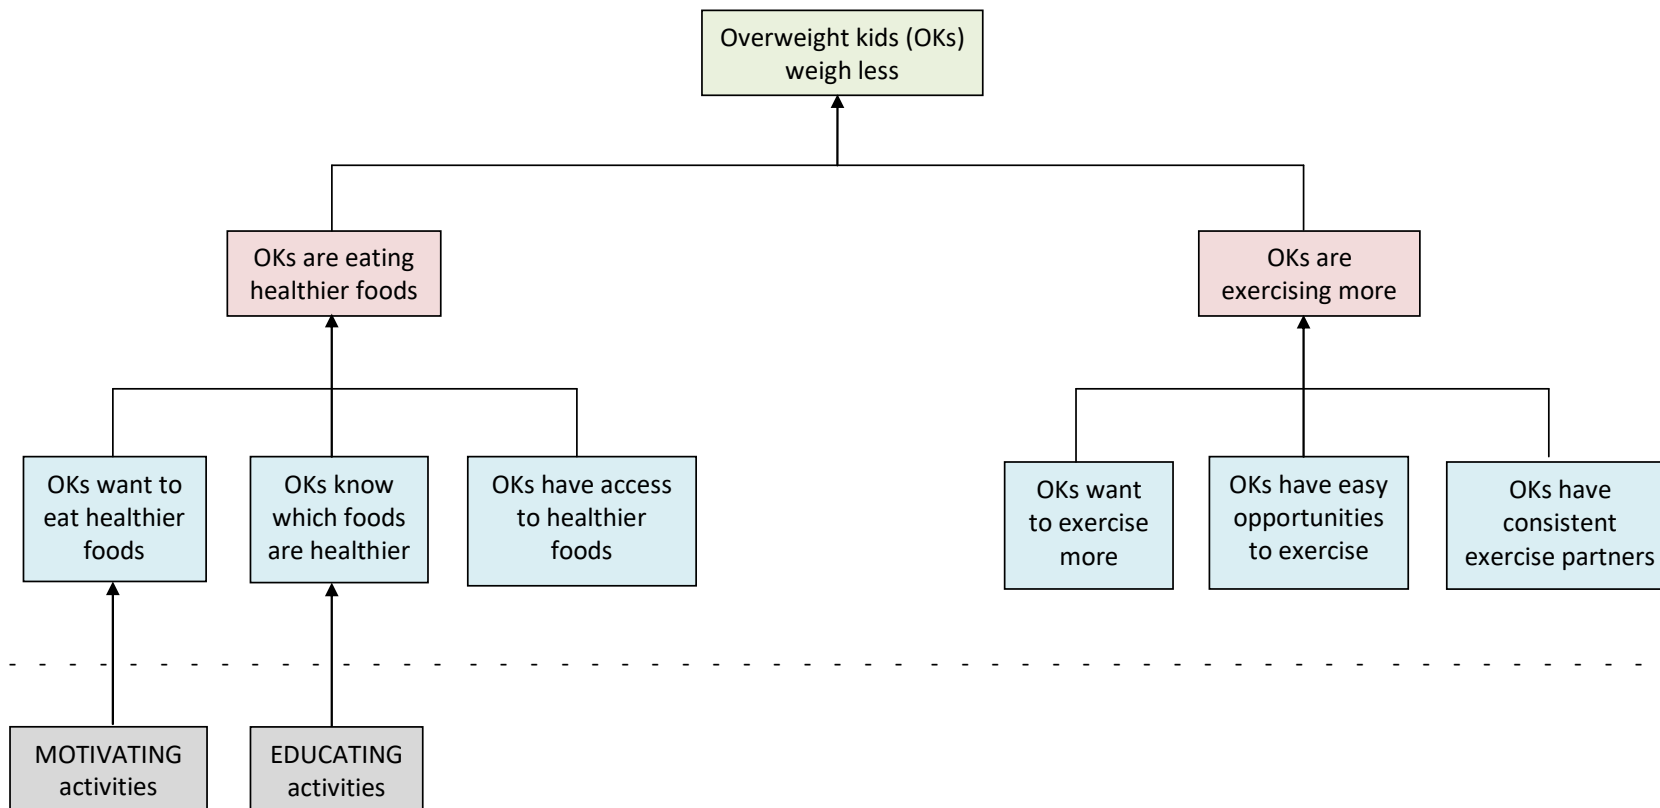 Overweight kids (OKs)
weigh less
OKs are eating
healthier foods
OKs are
exercising more
OKs want to
eat healthier
foods
OKs know
which foods
are healthier
OKs have access
to healthier
foods
OKs want
to exercise
more
OKs have easy
opportunities
to exercise
OKs have
consistent
exercise partners
MOTIVATING
activities
EDUCATING
activities